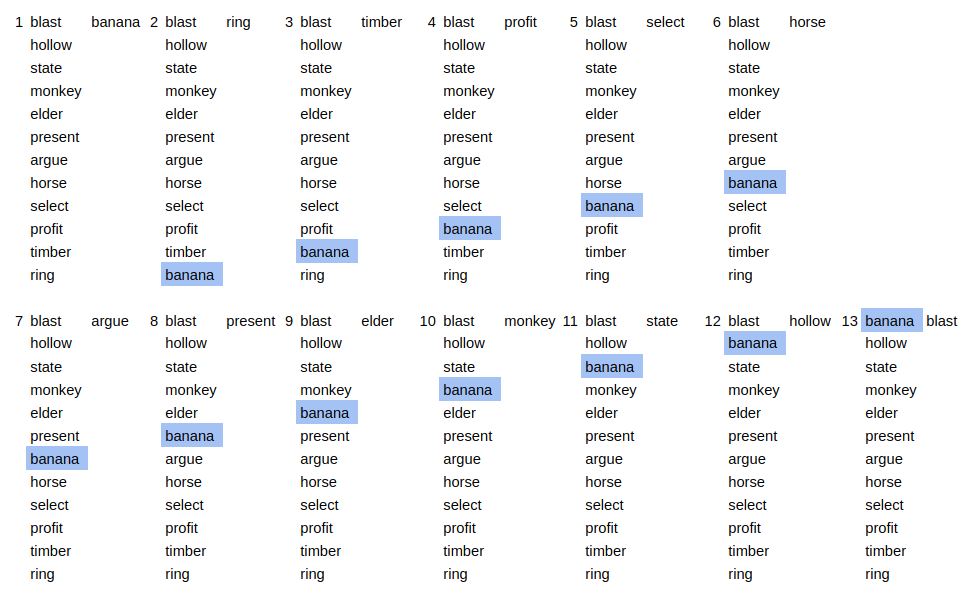 1 blast banana 2 blast ring 3 blast timber 4 blast profit 5 blast select 6 blast horse
hollow hollow hollow hollow hollow hollow
state state state state state state
monkey monkey monkey monkey monkey monkey
elder elder elder elder elder elder
present present present present present present
argue argue argue argue argue argue
horse horse horse horse horse banana
select select select select banana select
profit profit profit banana profit profit
timber timber banana timber timber timber
ring banana ring ring ring ring
7 blast argue 8 blast present 9 blast elder 10 blast monkey 11 blast state 12 blast hollow 13 banana blast
hollow hollow hollow hollow hollow banana hollow
state state state state banana state state
monkey monkey monkey banana monkey monkey monkey
elder elder banana elder elder elder elder
present banana present present present present present
banana argue argue argue argue argue argue
horse horse horse horse horse horse horse
select select select select select select select
profit profit profit profit profit profit profit
timber timber timber timber timber timber timber
ring ring ring ring ring ring ring